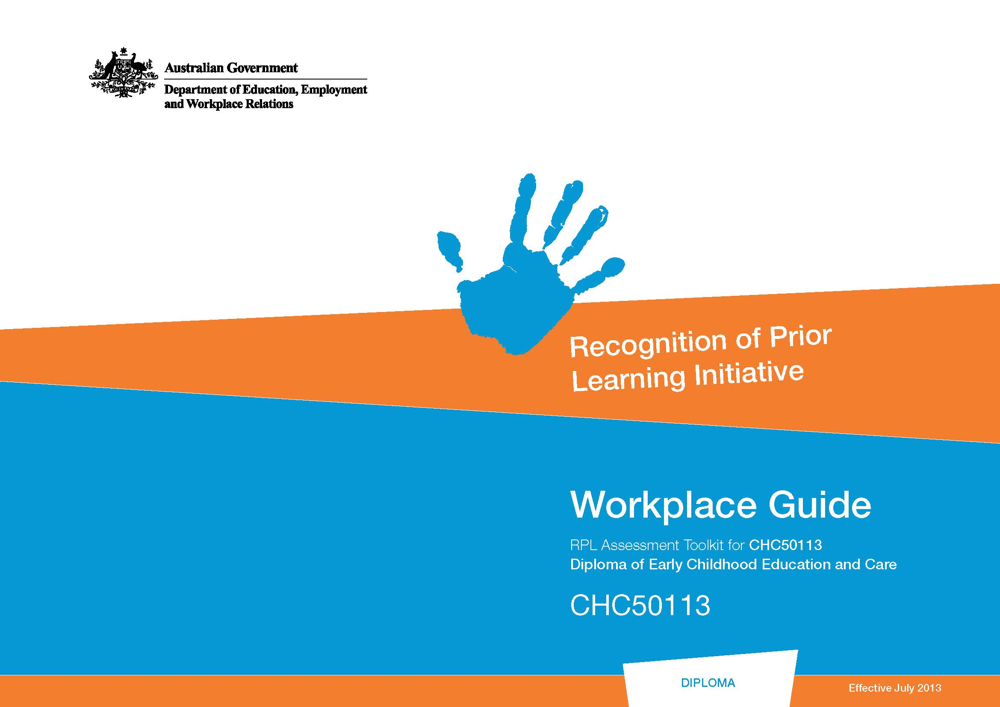 Australian Government
Department of Education, Employment
and Workplace Relations
Recognition of Prior
Learning Initiative
Workplace Guide
RPL Assessment Toolkit for CHC50113
Diploma of Early Childhood Education and Care
CHC50113
DIPLOMA
Effective July 2013